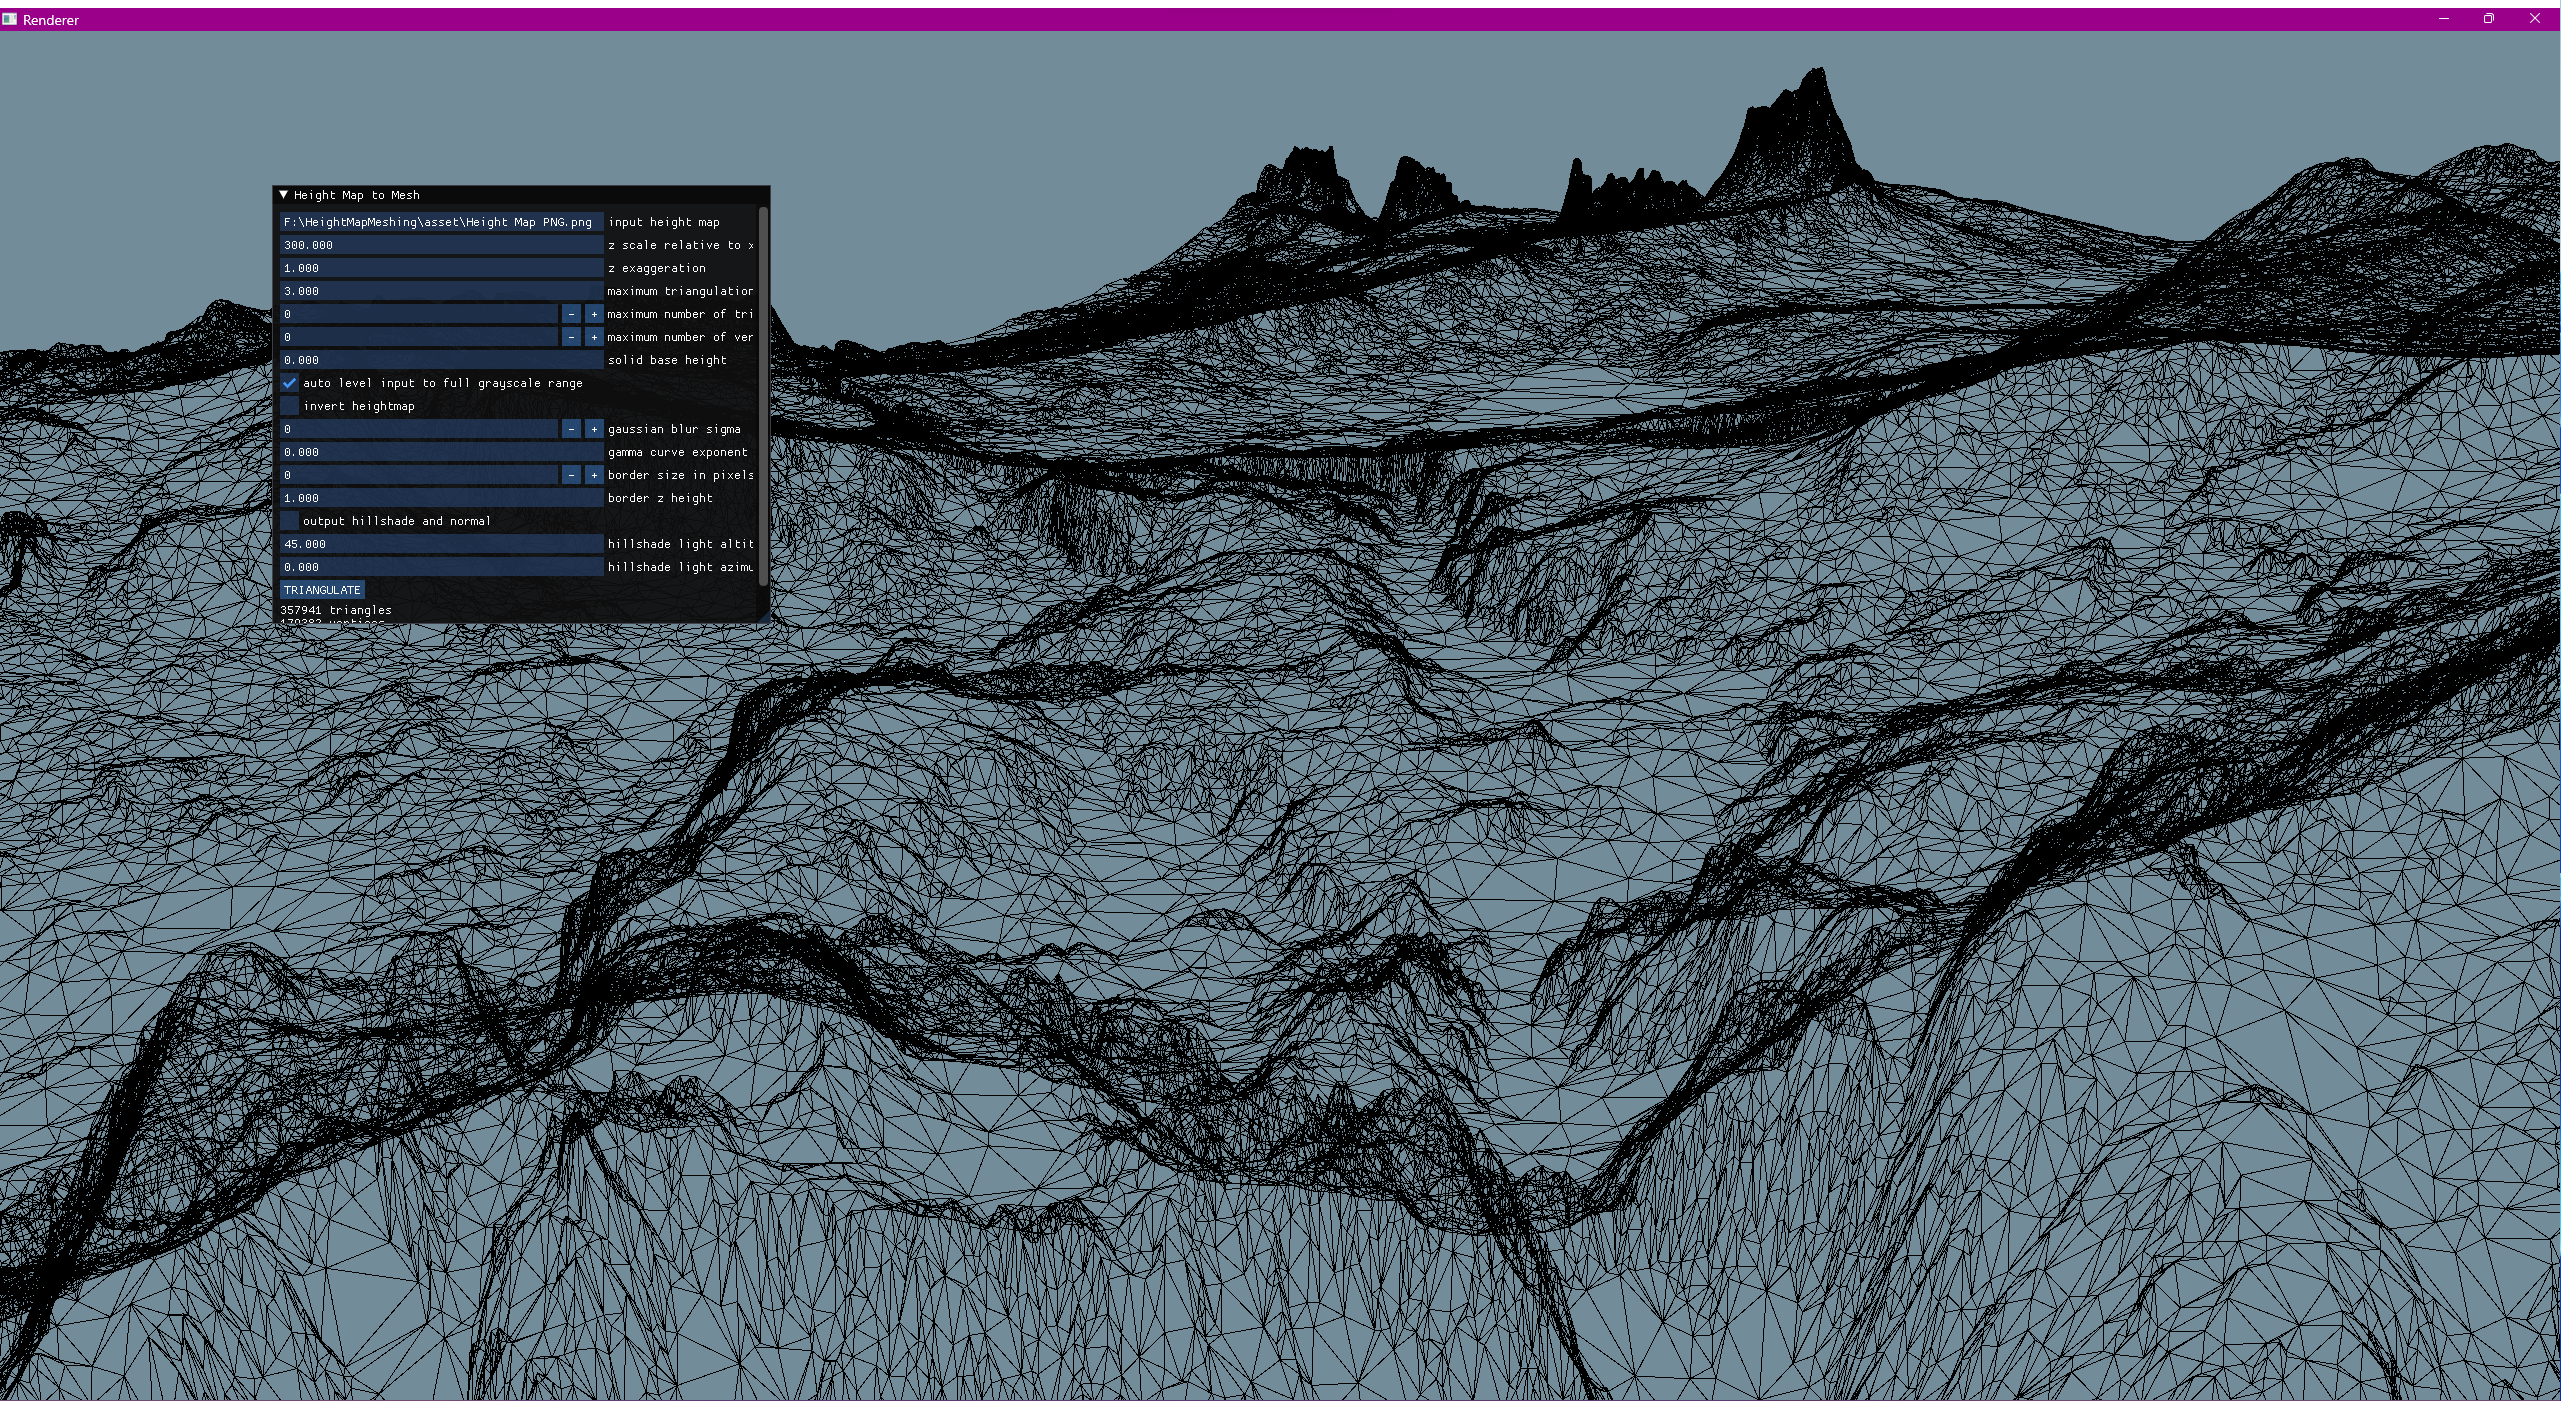 Renderer
Height Map to Mesh
F:\HeightMapMeshing\asset\Height Map PNG.png input height map
300.000 z scale relative to x
1.000 z exaggeration
3.000 maximum triangulation
0 - + maximum number of tri
0 - + maximum number of ver
0.000 solid base height
auto level input to full grayscale range
invert heightmap
0 - + gaussian blur sigma
0.000 gamma curve exponent
0 - + border size in pixels
1.000 border z height
output hillshade and normal
45.000 hillshade light altit
0.000 hillshade light azimu
TRIANGULATE
357941 triangles